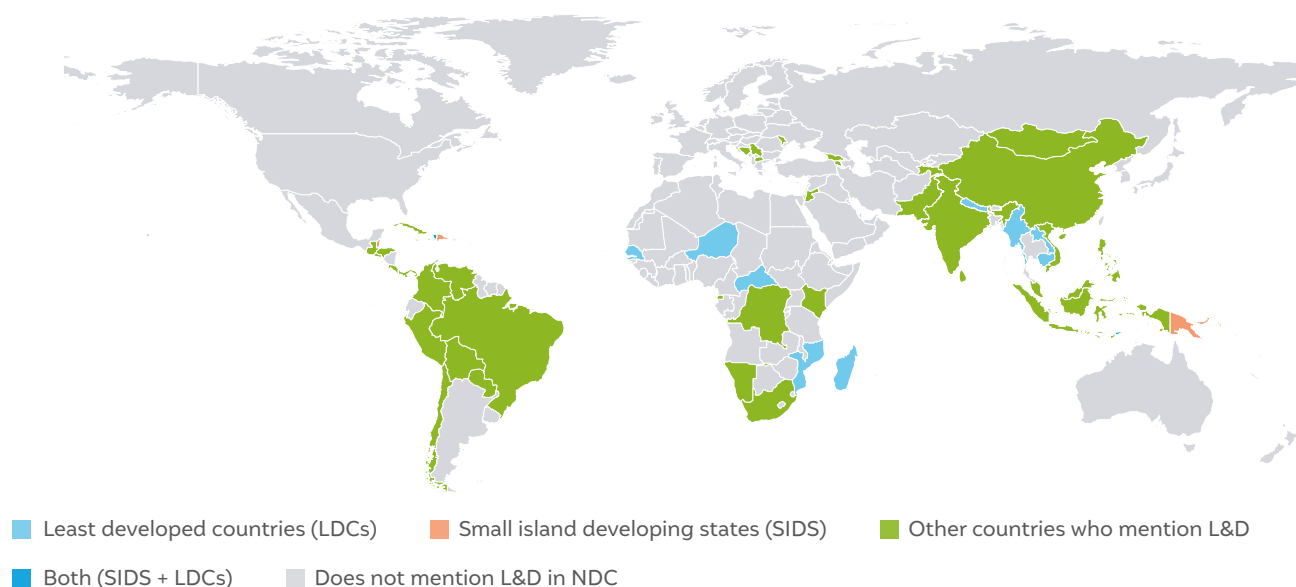 Least developed countries (LDCs)
Small island developing states (SIDS)
Other countries who mention L&D
Both (SIDS + LDCs)
Does not mention L&D in NDC